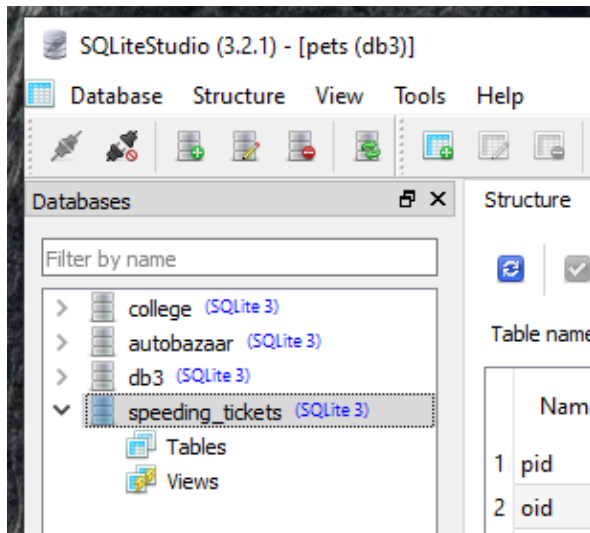 SQLiteStudio (3.2.1) - [pets (db3)]
Database Structure View Tools Help
Databases
Structure
Filter by name
college (SQLite 3)
autobazaar (SQLite 3)
Table name
db3 (SQLite 3)
speeding_tickets (SQLite 3)
Nam
Tables
1 pid
Views
2 oid